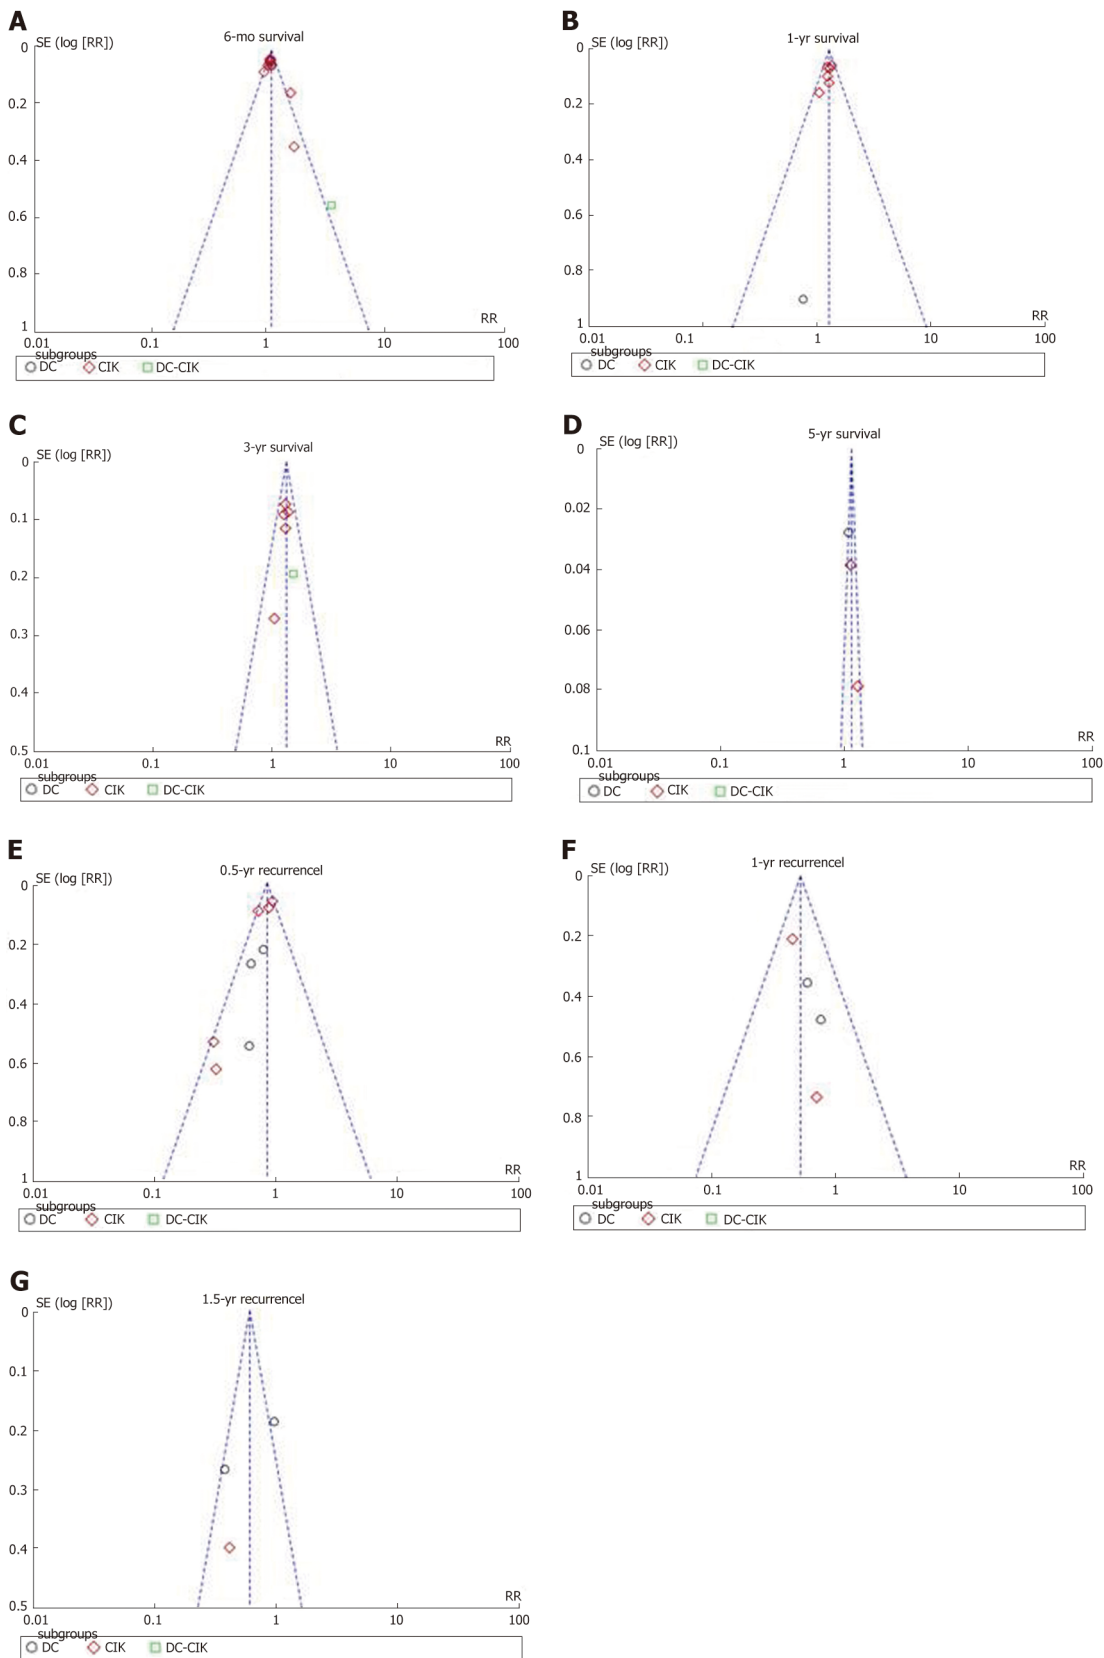 A
SE (log [RR])
6-mo survival
0
0.2
0.4
0.6
0.8
1
RR
0.01
0.1
1
10
100
subgroups
DC
CIK
DC-CIK
B
SE (log [RR])
1-yr survival
0
0.2
0.4
0.6
0.8
1
RR
0.01
0.1
1
10
100
subgroups
DC
CIK
DC-CIK
C
SE (log [RR])
3-yr survival
0
0.1
0.2
0.3
0.4
0.5
RR
0.01
0.1
1
10
100
subgroups
DC
CIK
DC-CIK
D
SE (log [RR])
5-yr survival
0
0.02
0.04
0.06
0.08
0.1
RR
0.01
0.1
1
10
100
subgroups
DC
CIK
DC-CIK
E
SE (log [RR])
0.5-yr recurrencel
0
0.2
0.4
0.6
0.8
1
RR
0.01
0.1
1
10
100
subgroups
DC
CIK
DC-CIK
F
SE (log [RR])
1-yr recurrencel
0
0.2
0.4
0.6
0.8
1
RR
0.01
0.1
1
10
100
subgroups
DC
CIK
DC-CIK
G
SE (log [RR])
1.5-yr recurrencel
0
0.1
0.2
0.3
0.4
0.5
RR
0.01
0.1
1
10
100
subgroups
DC
CIK
DC-CIK